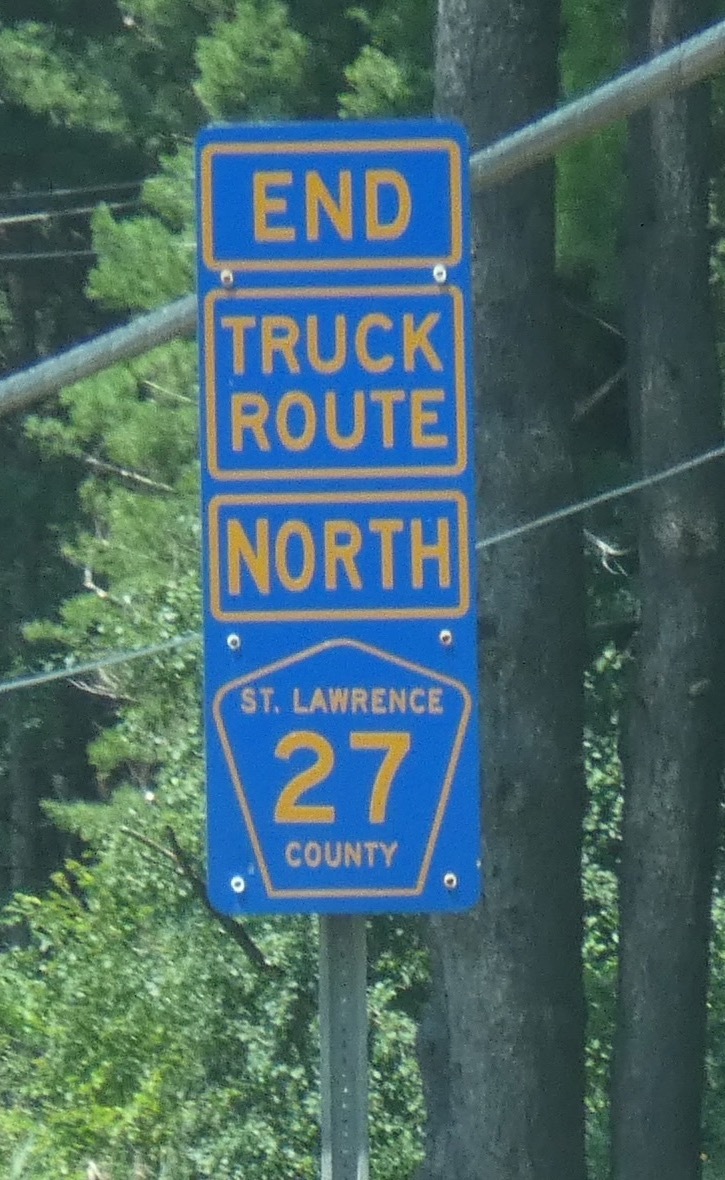 END
TRUCK
ROUTE
NORTH
ST. LAWRENCE
27
COUNTY